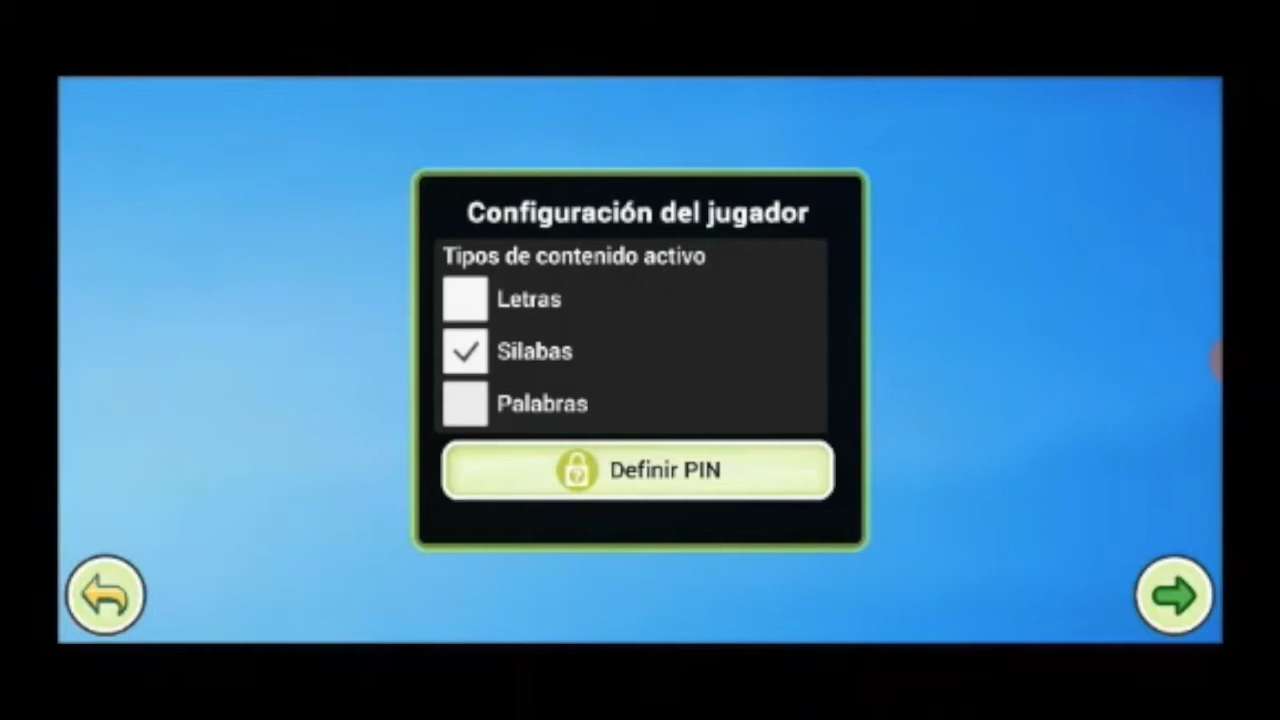 Configuración del jugador
Tipos de contenido activo
Letras
Silabas
Palabras
Definir PIN